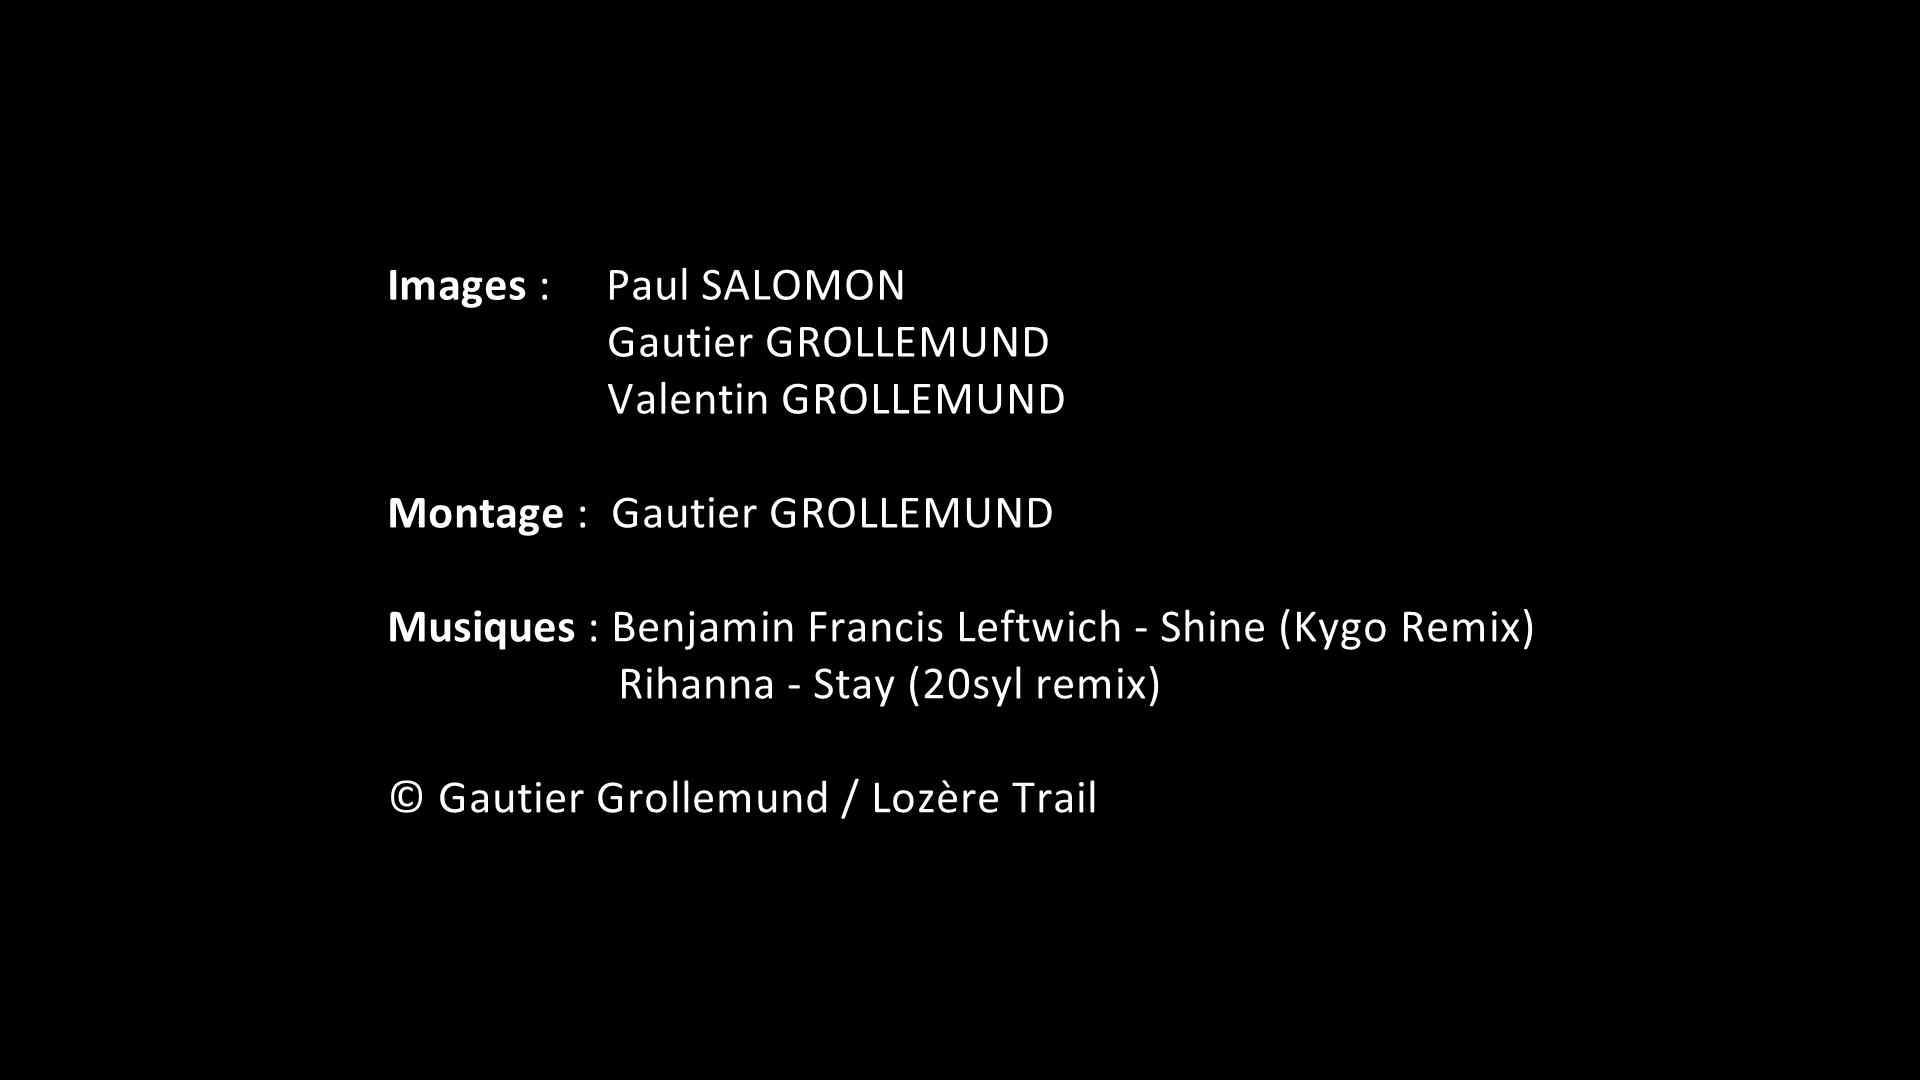 Images : Paul SALOMON
Gautier GROLLEMUND
Valentin GROLLEMUND
Montage : Gautier GROLLEMUND
Musiques : Benjamin Francis Leftwich - Shine (Kygo Remix)
Rihanna - Stay (20syl remix)
© Gautier Grollemund / Lozère Trail